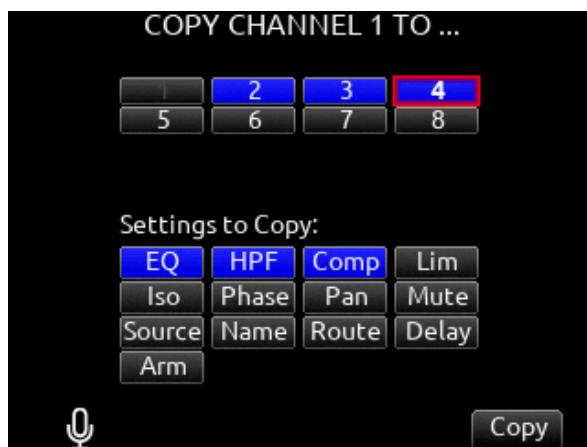 COPY CHANNEL 1 TO ...
1 2 3 4
5 6 7 8
Settings to Copy:
EQ HPF Comp Lim
Iso Phase Pan Mute
Source Name Route Delay
Arm
Copy